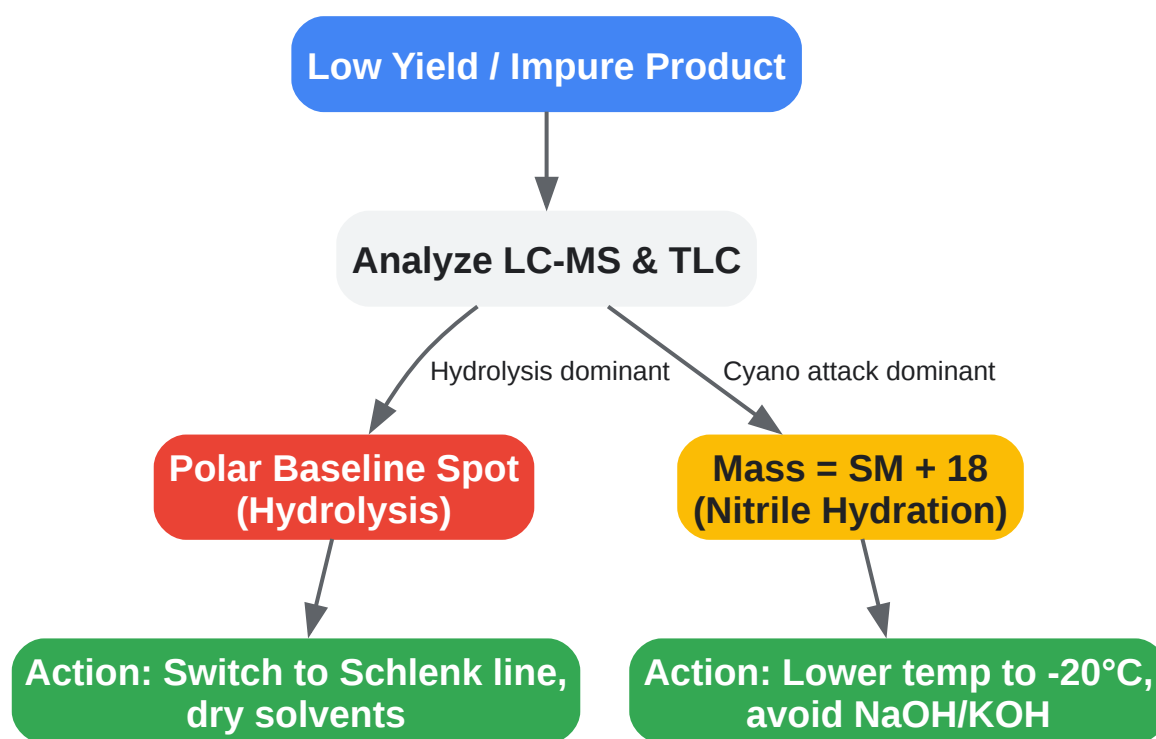 Low Yield / Impure Product
Analyze LC-MS & TLC
Hydrolysis dominant
Cyano attack dominant
Polar Baseline Spot
(Hydrolysis)
Mass = SM + 18
(Nitrile Hydration)
Action: Switch to Schlenk line,
dry solvents
Action: Lower temp to -20°C,
avoid NaOH/KOH